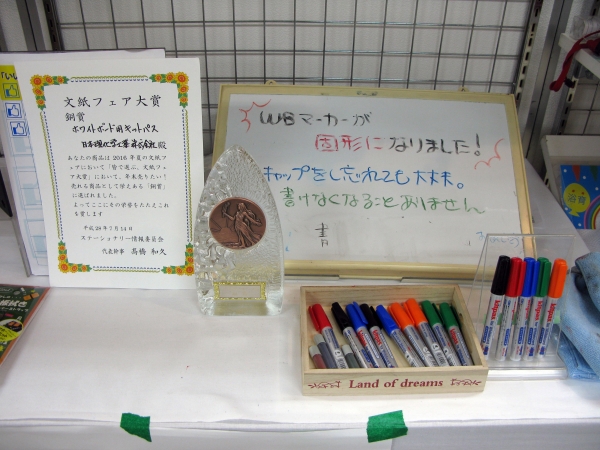 文紙フェア大賞
銅賞
ホワイトボード用キットパス
日本理化学工業 株式会社 殿
あなたの商品は2016年夏の文紙フ
ェアにおいて「皆で選ぶ、文紙フェ
ア大賞」において、年末売りたい!
売れる商品として栄えある「銅賞」
に選ばれました。
よってここにその栄誉をたたえこれ
を賞します
平成28年7月14日
ステーショナリー情報委員会
代表幹事 髙橋 和久
WBマーカーが
固形になりました!
キャップをし忘れても大丈夫。
書けなくなることありません
書
Land of dreams